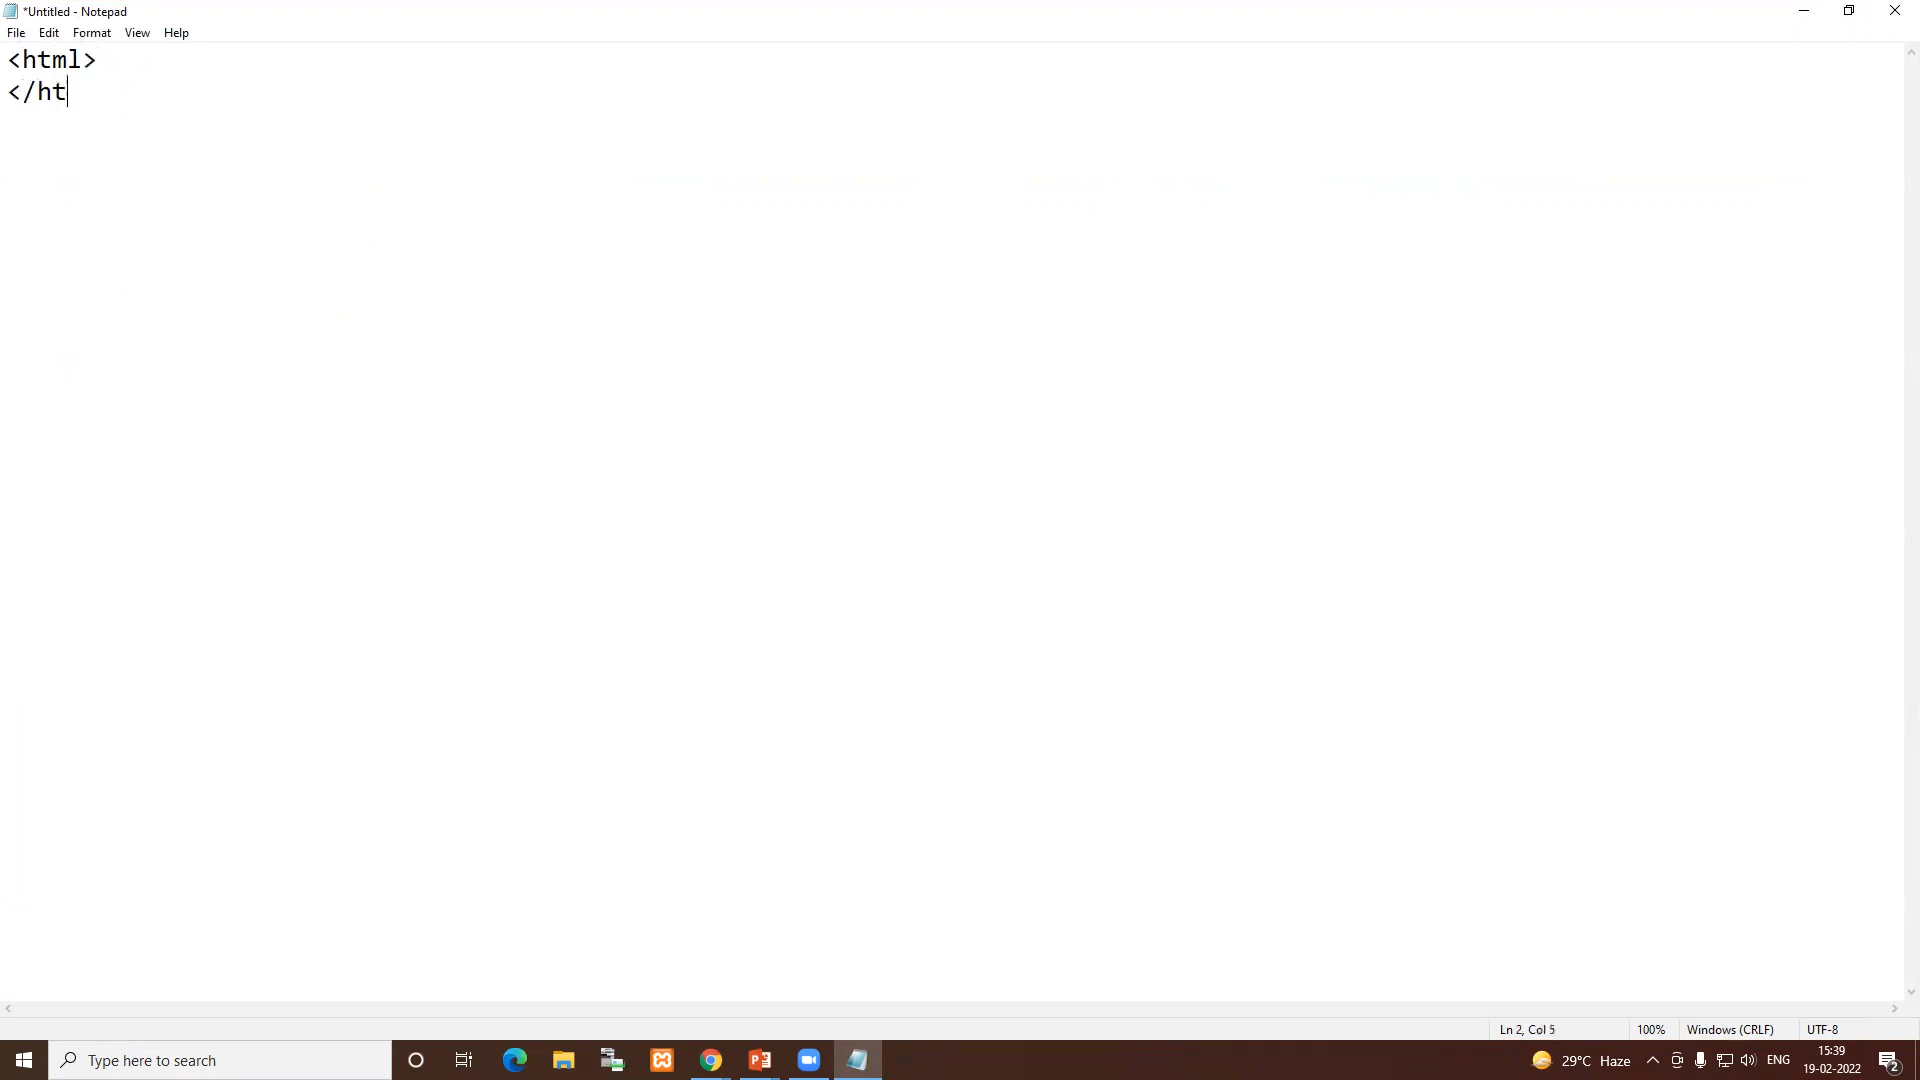 *Untitled - Notepad
File Edit Format View Help
<html>
</ht
Ln 2, Col 5 100% Windows (CRLF) UTF-8
Type here to search
29°C Haze ENG
15:39
19-02-2022
2